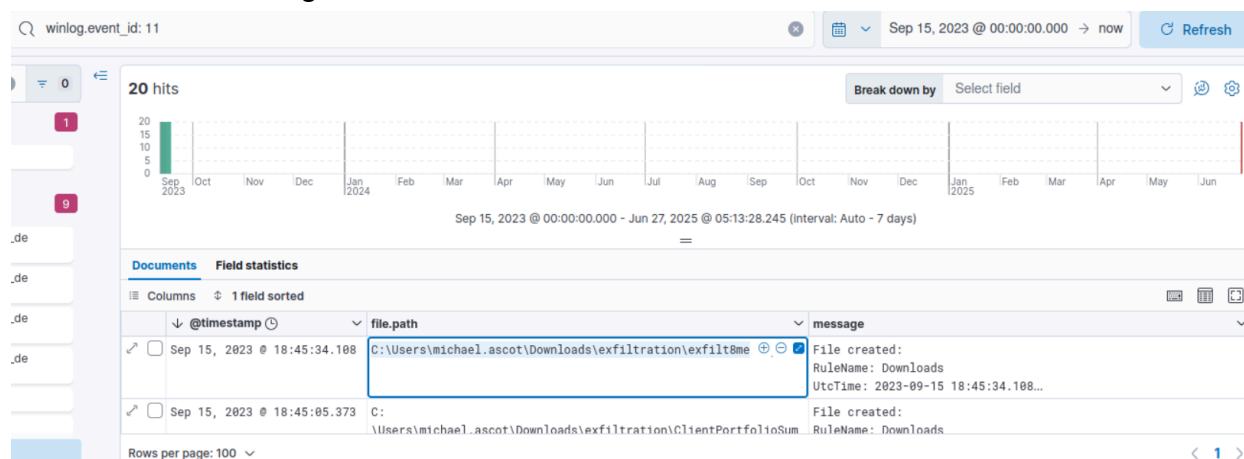 winlog.event_id: 11
Sep 15, 2023 @ 00:00:00.000 → now
Refresh
0
20 hits
Break down by
Select field
1
20
15
10
5
0
Sep Oct Nov Dec Jan Feb Mar Apr May Jun Jul Aug Sep Oct Nov Dec Jan Feb Mar Apr May Jun
2023 2024 2025
9
Sep 15, 2023 @ 00:00:00.000 - Jun 27, 2025 @ 05:13:28.245 (interval: Auto - 7 days)
_de
Documents Field statistics
_de
Columns 1 field sorted
_de
@timestamp file.path message
Sep 15, 2023 @ 18:45:34.108 C:\Users\michael.ascot\Downloads\exfiltration\exfilt8me File created:
_de
RuleName: Downloads
UtcTime: 2023-09-15 18:45:34.108...
Sep 15, 2023 @ 18:45:05.373 C: File created:
\Users\michael.ascot\Downloads\exfiltration\ClientPortfolioSum RuleName: Downloads
Rows per page: 100 1